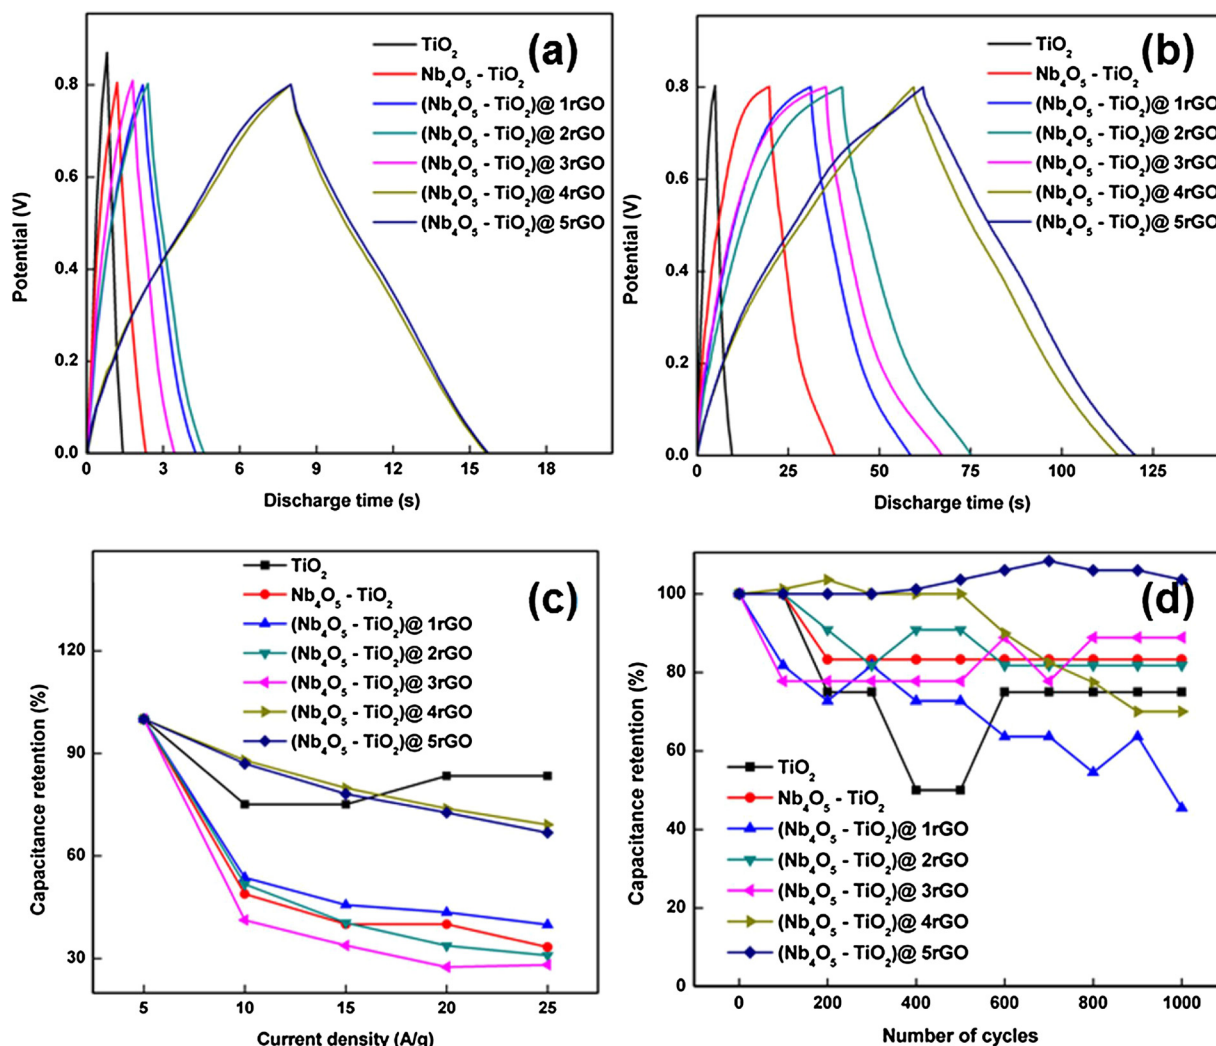 (a)
TiO2
Nb4O5 - TiO2
(Nb4O5 - TiO2)@ 1rGO
(Nb4O5 - TiO2)@ 2rGO
(Nb4O5 - TiO2)@ 3rGO
(Nb4O5 - TiO2)@ 4rGO
(Nb4O5 - TiO2)@ 5rGO
0.8
0.6
0.4
0.2
0.0
Potential (V)
0 3 6 9 12 15 18
Discharge time (s)
(b)
TiO2
Nb4O5 - TiO2
(Nb4O5 - TiO2)@ 1rGO
(Nb4O5 - TiO2)@ 2rGO
(Nb4O5 - TiO2)@ 3rGO
(Nb4O5 - TiO2)@ 4rGO
(Nb4O5 - TiO2)@ 5rGO
0.8
0.6
0.4
0.2
0.0
Potential (V)
0 25 50 75 100 125
Discharge time (s)
(c)
TiO2
Nb4O5 - TiO2
(Nb4O5 - TiO2)@ 1rGO
(Nb4O5 - TiO2)@ 2rGO
(Nb4O5 - TiO2)@ 3rGO
(Nb4O5 - TiO2)@ 4rGO
(Nb4O5 - TiO2)@ 5rGO
120
90
60
30
Capacitance retention (%)
5 10 15 20 25
Current density (A/g)
(d)
100
80
60
40
20
0
Capacitance retention (%)
TiO2
Nb4O5 - TiO2
(Nb4O5 - TiO2)@ 1rGO
(Nb4O5 - TiO2)@ 2rGO
(Nb4O5 - TiO2)@ 3rGO
(Nb4O5 - TiO2)@ 4rGO
(Nb4O5 - TiO2)@ 5rGO
0 200 400 600 800 1000
Number of cycles